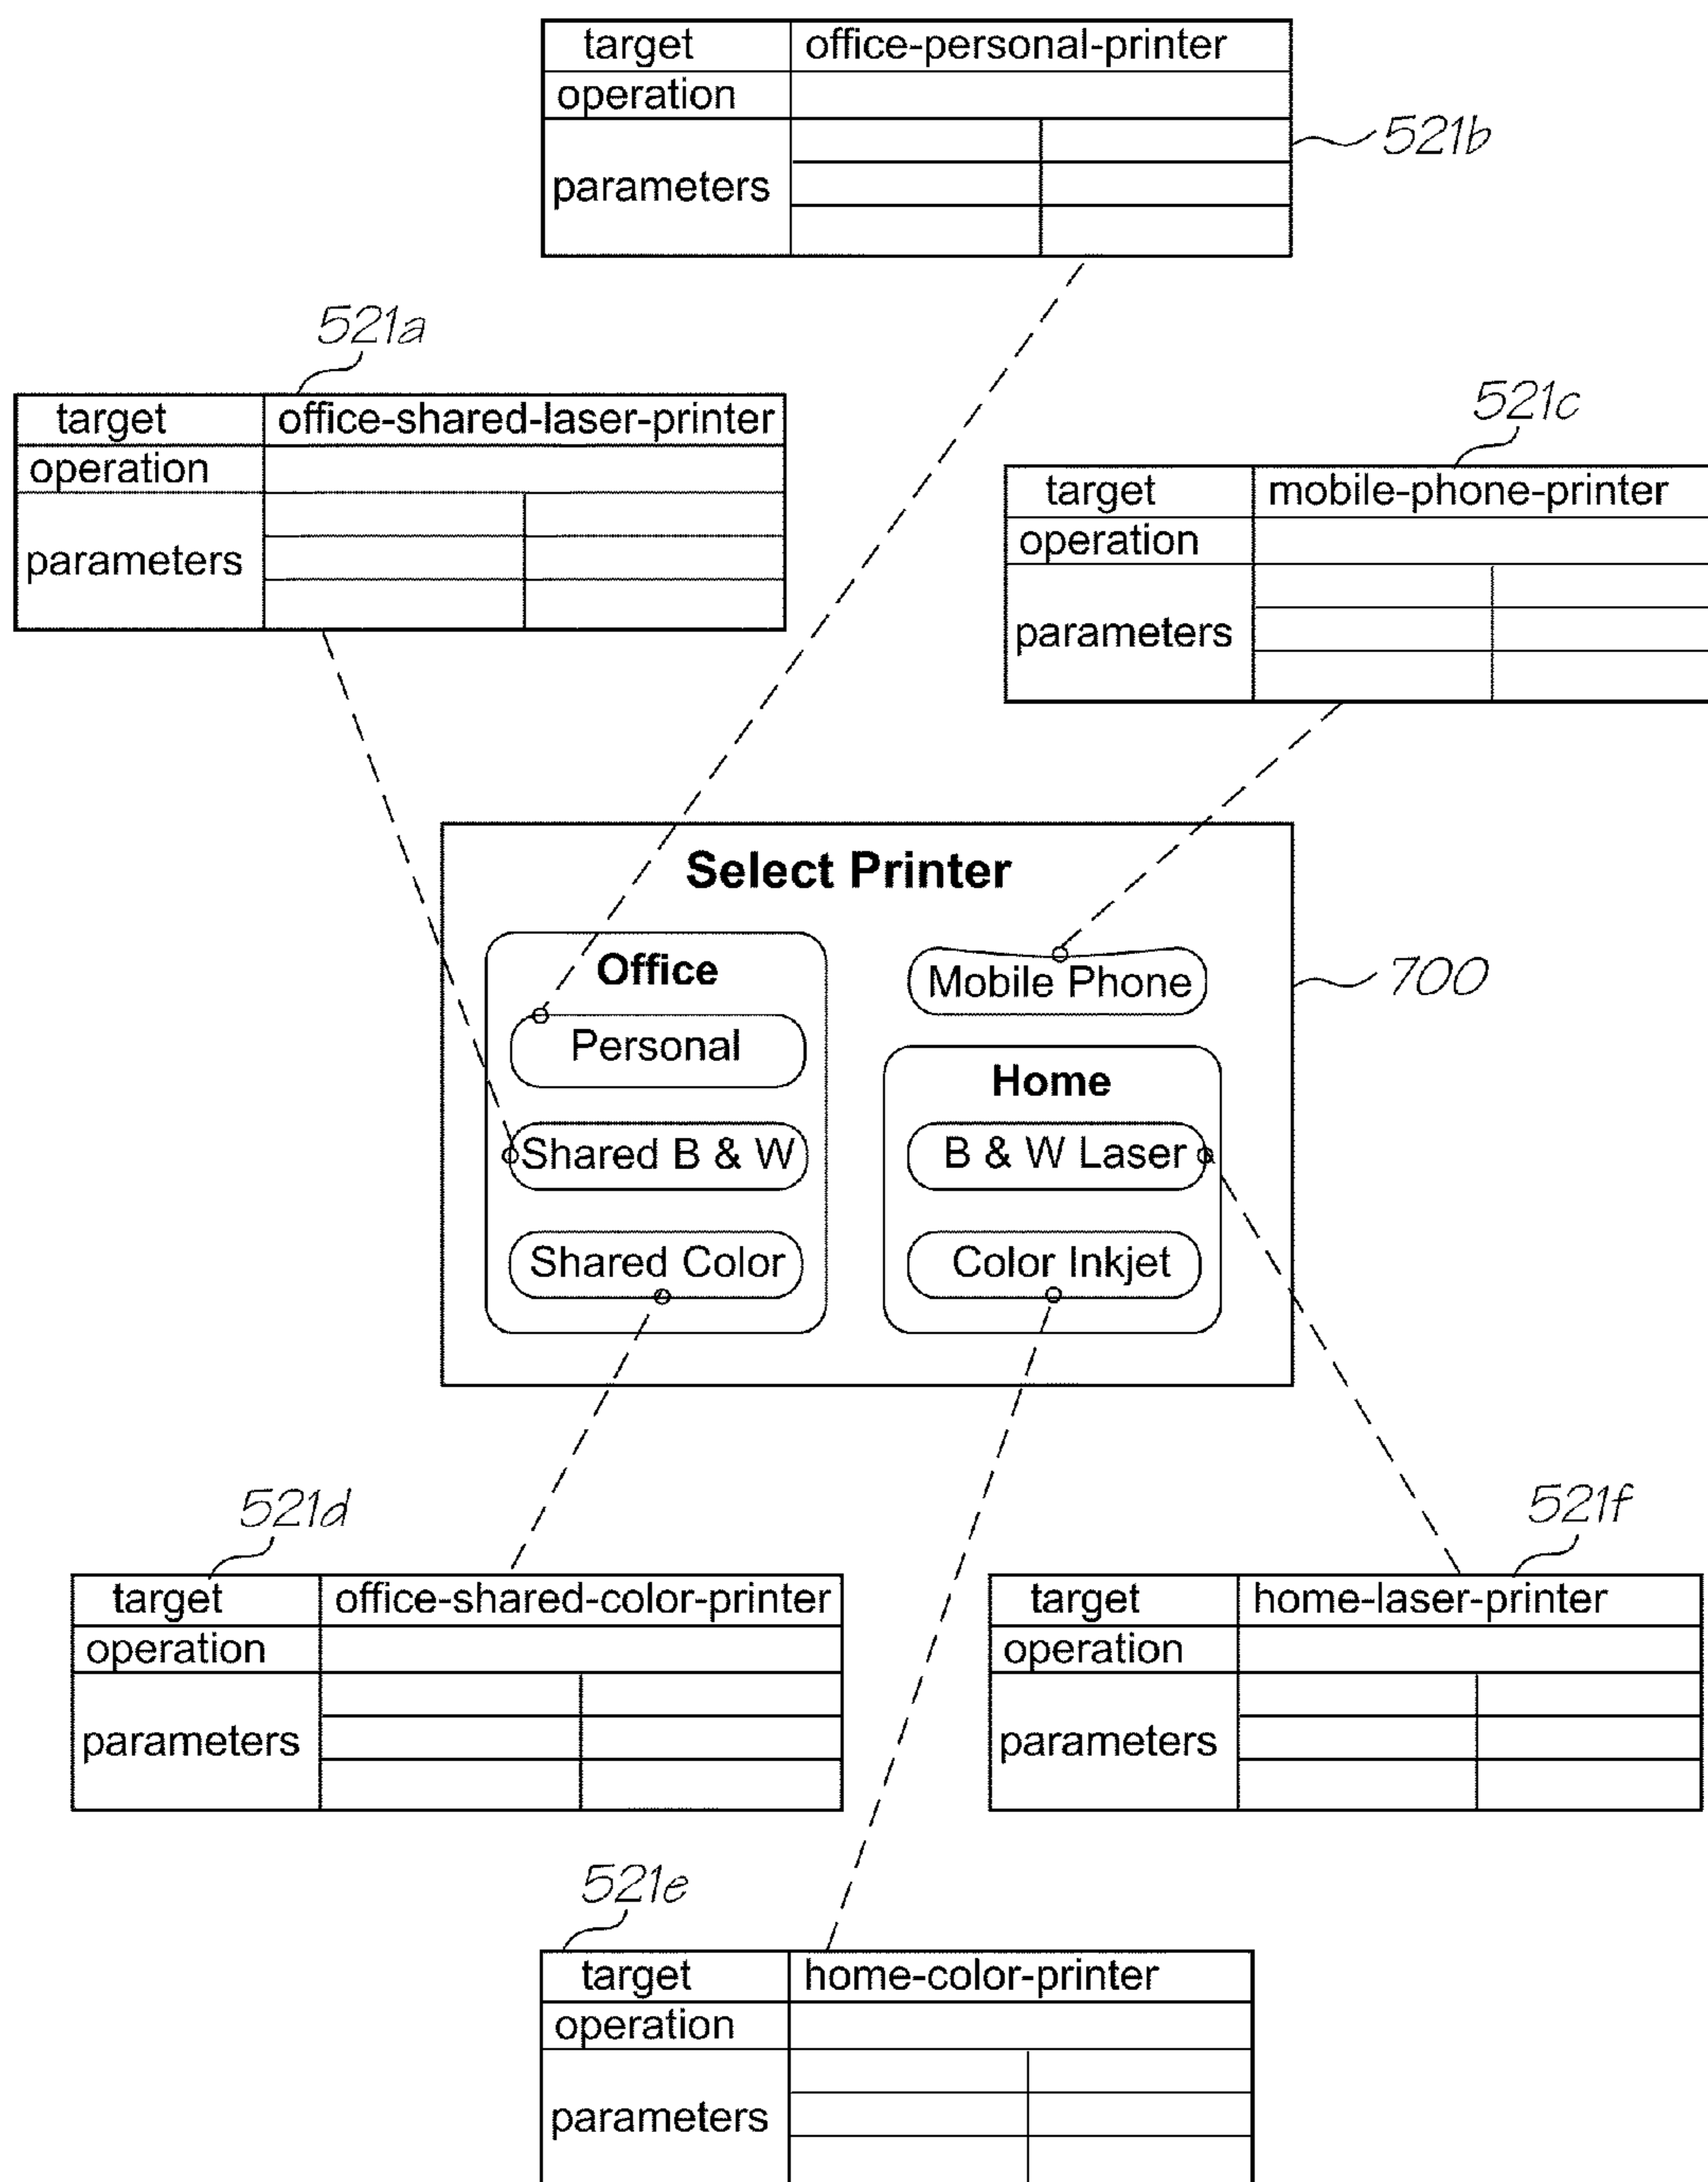 target office-personal-printer
operation
parameters
521b
521a
target office-shared-laser-printer
operation
parameters
521c
target mobile-phone-printer
operation
parameters
Select Printer
Office
Personal
Shared B & W
Shared Color
Mobile Phone
Home
B & W Laser
Color Inkjet
700
521d
target office-shared-color-printer
operation
parameters
521f
target home-laser-printer
operation
parameters
521e
target home-color-printer
operation
parameters